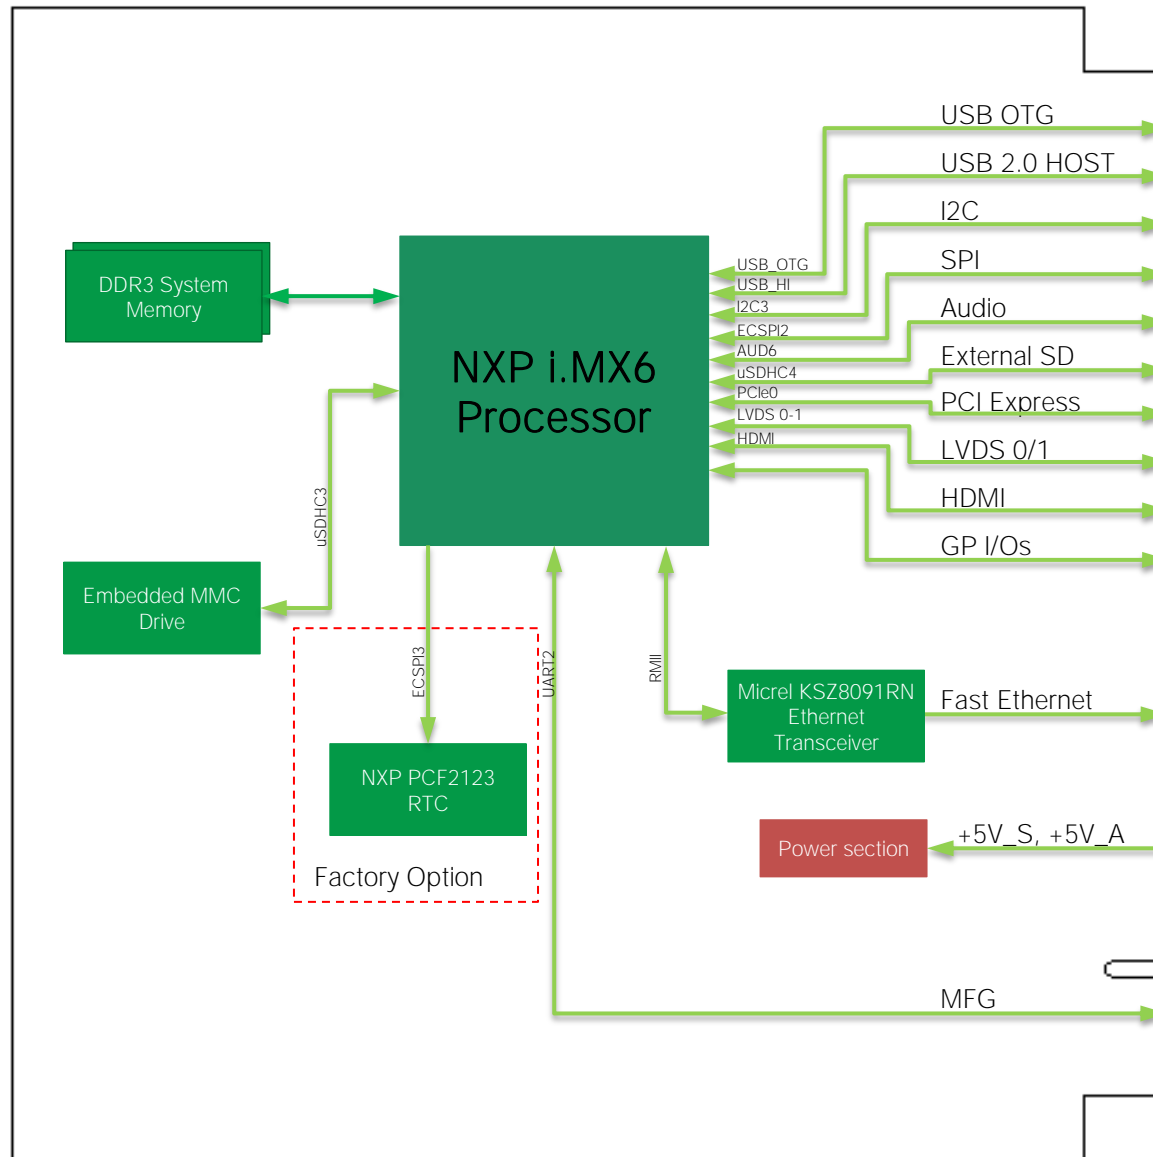 USB OTG
USB 2.0 HOST
I2C
SPI
Audio
External SD
PCI Express
LVDS 0/1
HDMI
GP I/Os
USB_OTG
USB_HI
I2C3
ECSPI2
AUD6
uSDHC4
PCIe0
LVDS 0-1
HDMI
DDR3 System
Memory
NXP i.MX6
Processor
uSDHC3
Embedded MMC
Drive
ECSPI3
UART2
RMII
Micrel KSZ8091RN
Ethernet
Transceiver
Fast Ethernet
NXP PCF2123
RTC
Factory Option
Power section
+5V_S, +5V_A
MFG